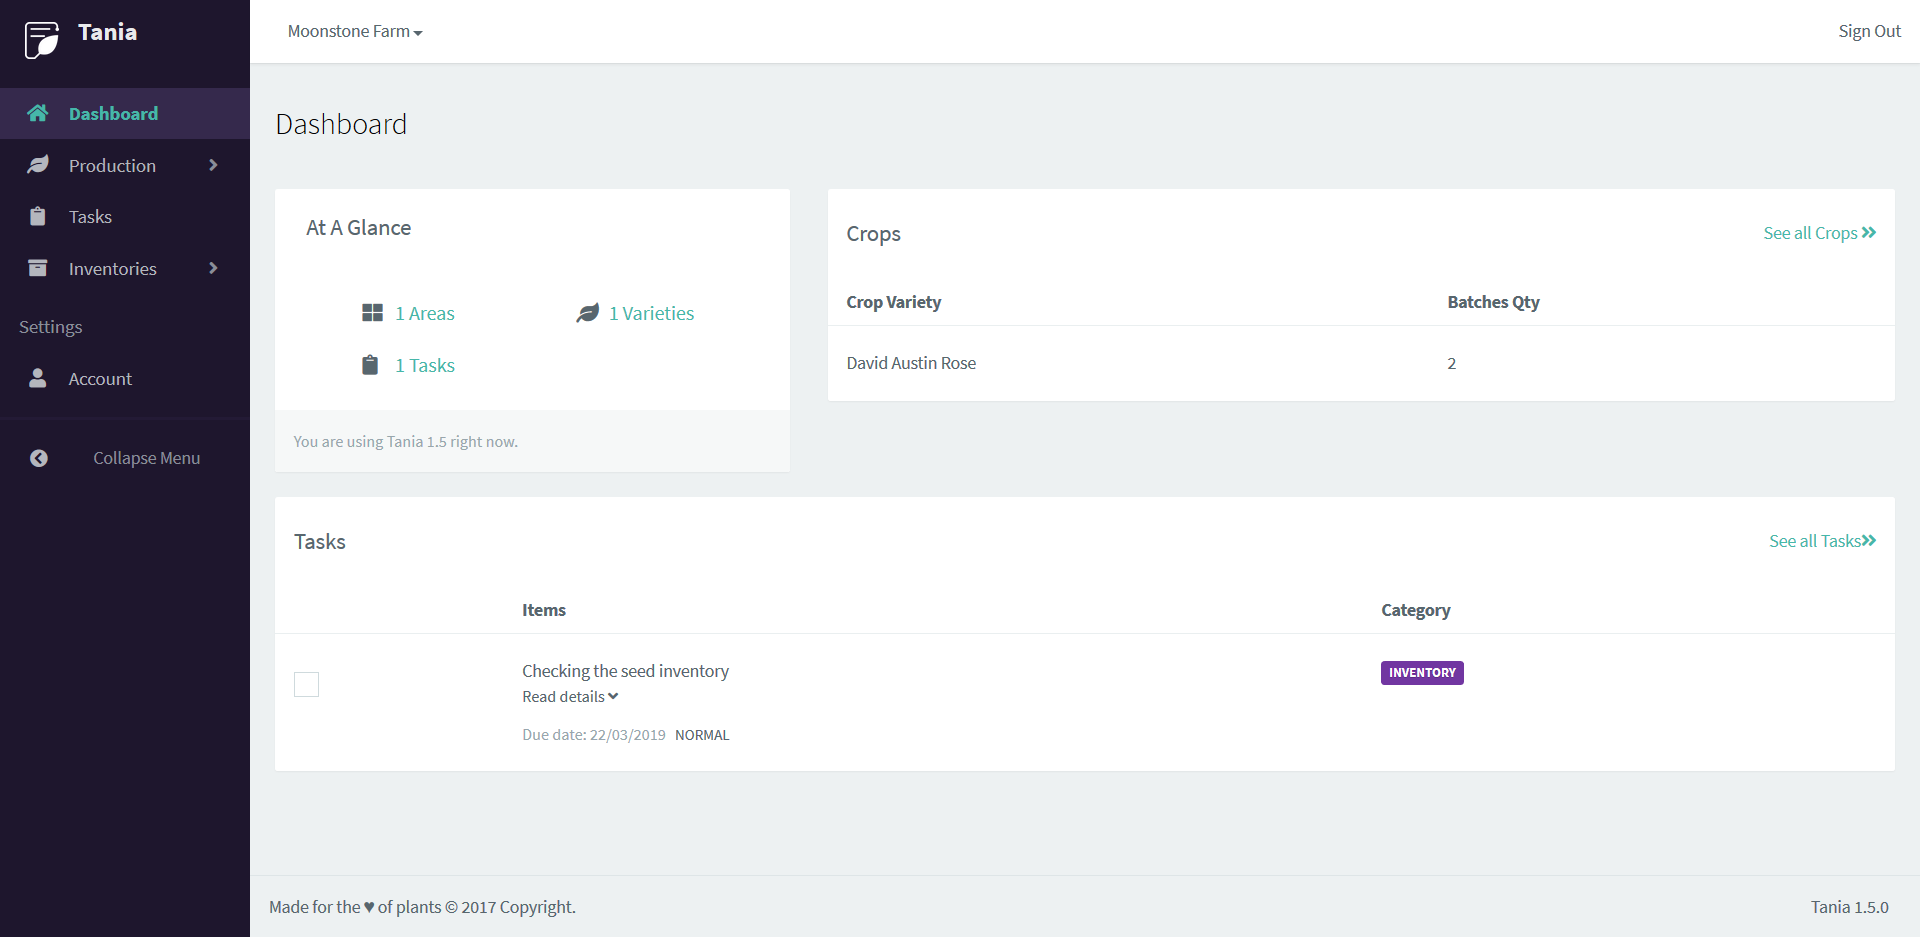 Tania
Moonstone Farm
Sign Out
Dashboard
Production
Tasks
Inventories
Settings
Account
Collapse Menu
Dashboard
At A Glance
1 Areas
1 Varieties
1 Tasks
You are using Tania 1.5 right now.
Crops
See all Crops
Crop Variety
Batches Qty
David Austin Rose
2
Tasks
See all Tasks
Items
Category
Checking the seed inventory
INVENTORY
Read details
Due date: 22/03/2019 NORMAL
Made for the ♥ of plants © 2017 Copyright.
Tania 1.5.0